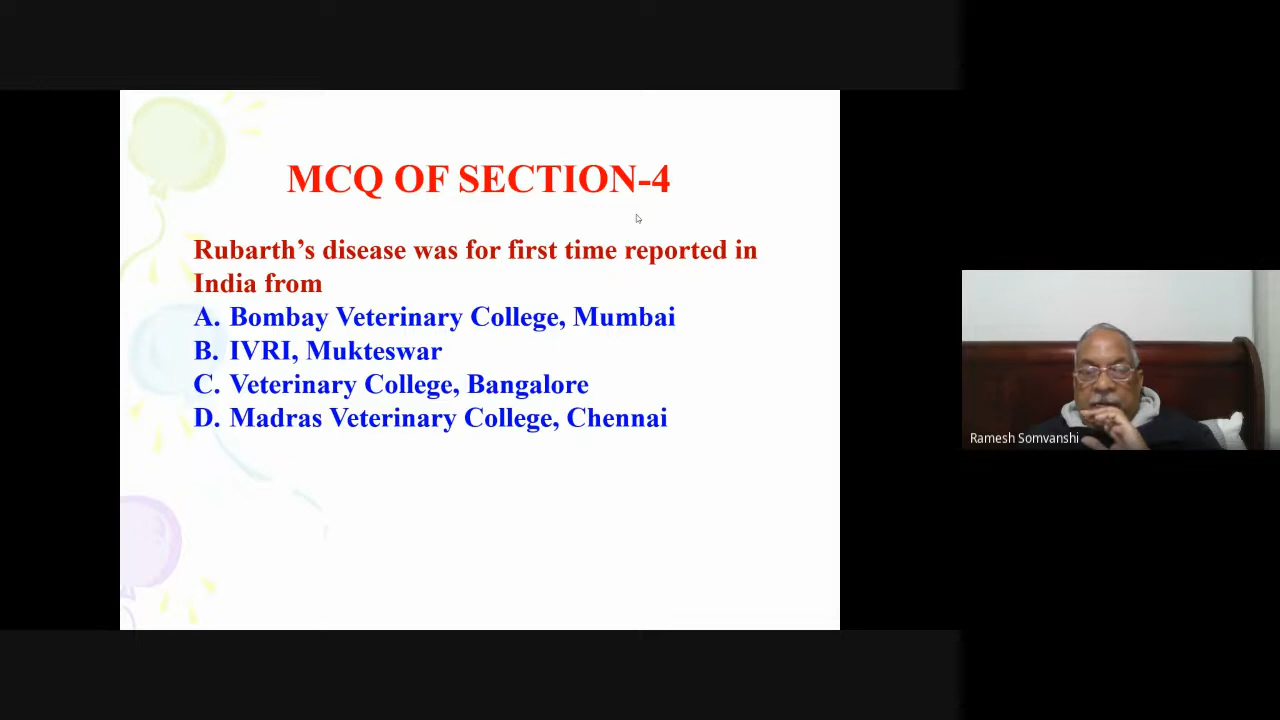 MCQ OF SECTION-4
Rubarth’s disease was for first time reported in
India from
A. Bombay Veterinary College, Mumbai
B. IVRI, Mukteswar
C. Veterinary College, Bangalore
D. Madras Veterinary College, Chennai
Ramesh Somvanshi